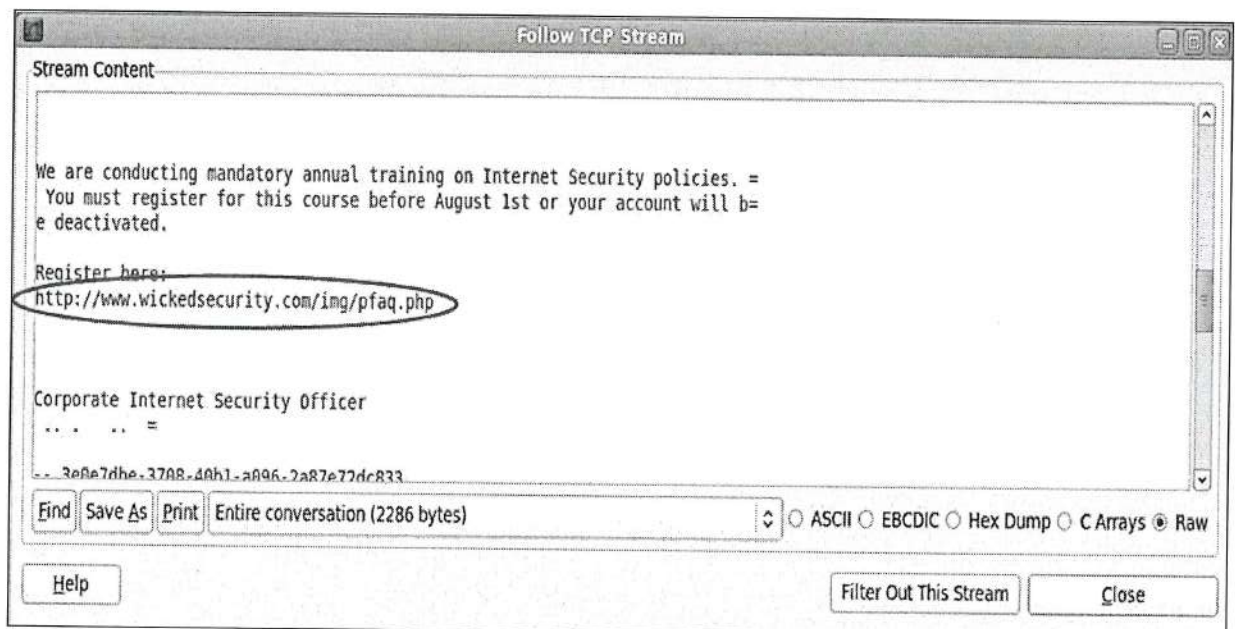 Follow TCP Stream
Stream Content
We are conducting mandatory annual training on Internet Security policies. =
You must register for this course before August 1st or your account will b=
e deactivated.
Register here:
http://www.wickedsecurity.com/img/pfaq.php
Corporate Internet Security Officer
.. . .. =
Find Save As Print Entire conversation (2286 bytes) ASCII EBCDIC Hex Dump C Arrays Raw
Help Filter Out This Stream Close